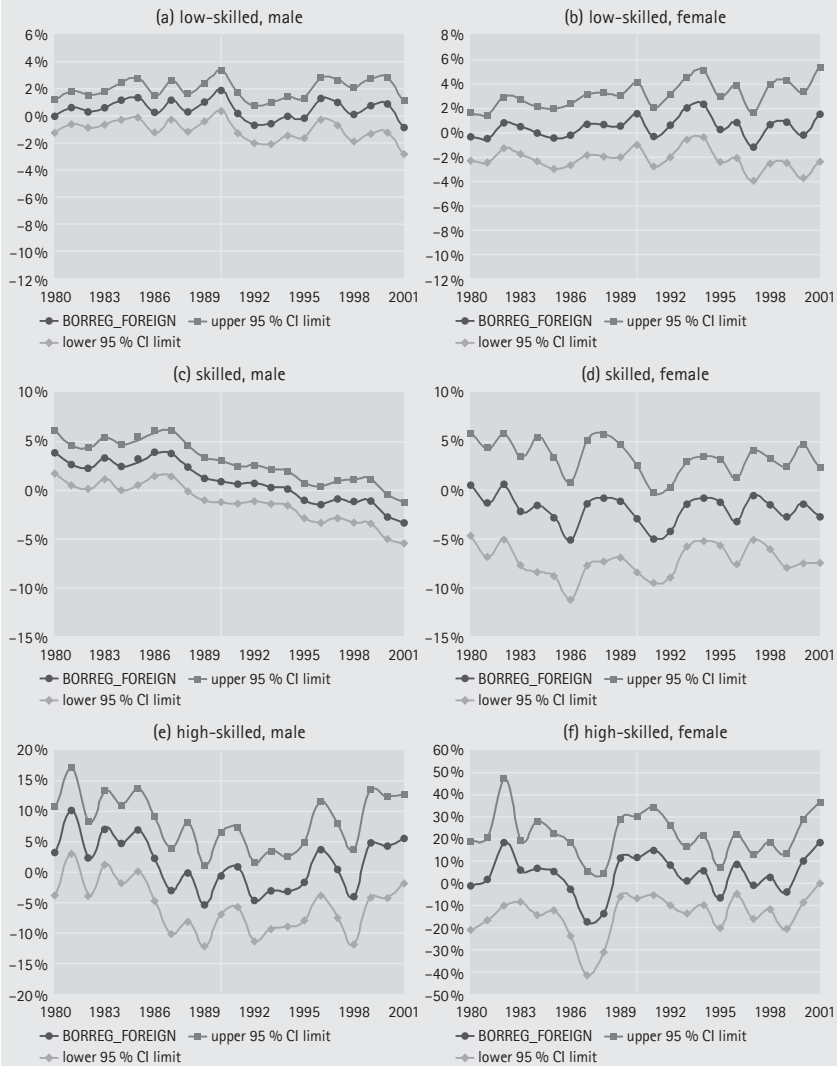 (a) low-skilled, male
6 %
4 %
2 %
0 %
−2 %
−4 %
−6 %
−8 %
−10 %
−12 %
1980 1983 1986 1989 1992 1995 1998 2001
BORREG_FOREIGN upper 95 % CI limit
lower 95 % CI limit
(b) low-skilled, female
8 %
6 %
4 %
2 %
0 %
−2 %
−4 %
−6 %
−8 %
−10 %
−12 %
1980 1983 1986 1989 1992 1995 1998 2001
BORREG_FOREIGN upper 95 % CI limit
lower 95 % CI limit
(c) skilled, male
10 %
5 %
0 %
−5 %
−10 %
−15 %
1980 1983 1986 1989 1992 1995 1998 2001
BORREG_FOREIGN upper 95 % CI limit
lower 95 % CI limit
(d) skilled, female
10 %
5 %
0 %
−5 %
−10 %
−15 %
1980 1983 1986 1989 1992 1995 1998 2001
BORREG_FOREIGN upper 95 % CI limit
lower 95 % CI limit
(e) high-skilled, male
20 %
15 %
10 %
5 %
0 %
−5 %
−10 %
−15 %
−20 %
1980 1983 1986 1989 1992 1995 1998 2001
BORREG_FOREIGN upper 95 % CI limit
lower 95 % CI limit
(f) high-skilled, female
60 %
50 %
40 %
30 %
20 %
10 %
0 %
−10 %
−20 %
−30 %
−40 %
−50 %
1980 1983 1986 1989 1992 1995 1998 2001
BORREG_FOREIGN upper 95 % CI limit
lower 95 % CI limit